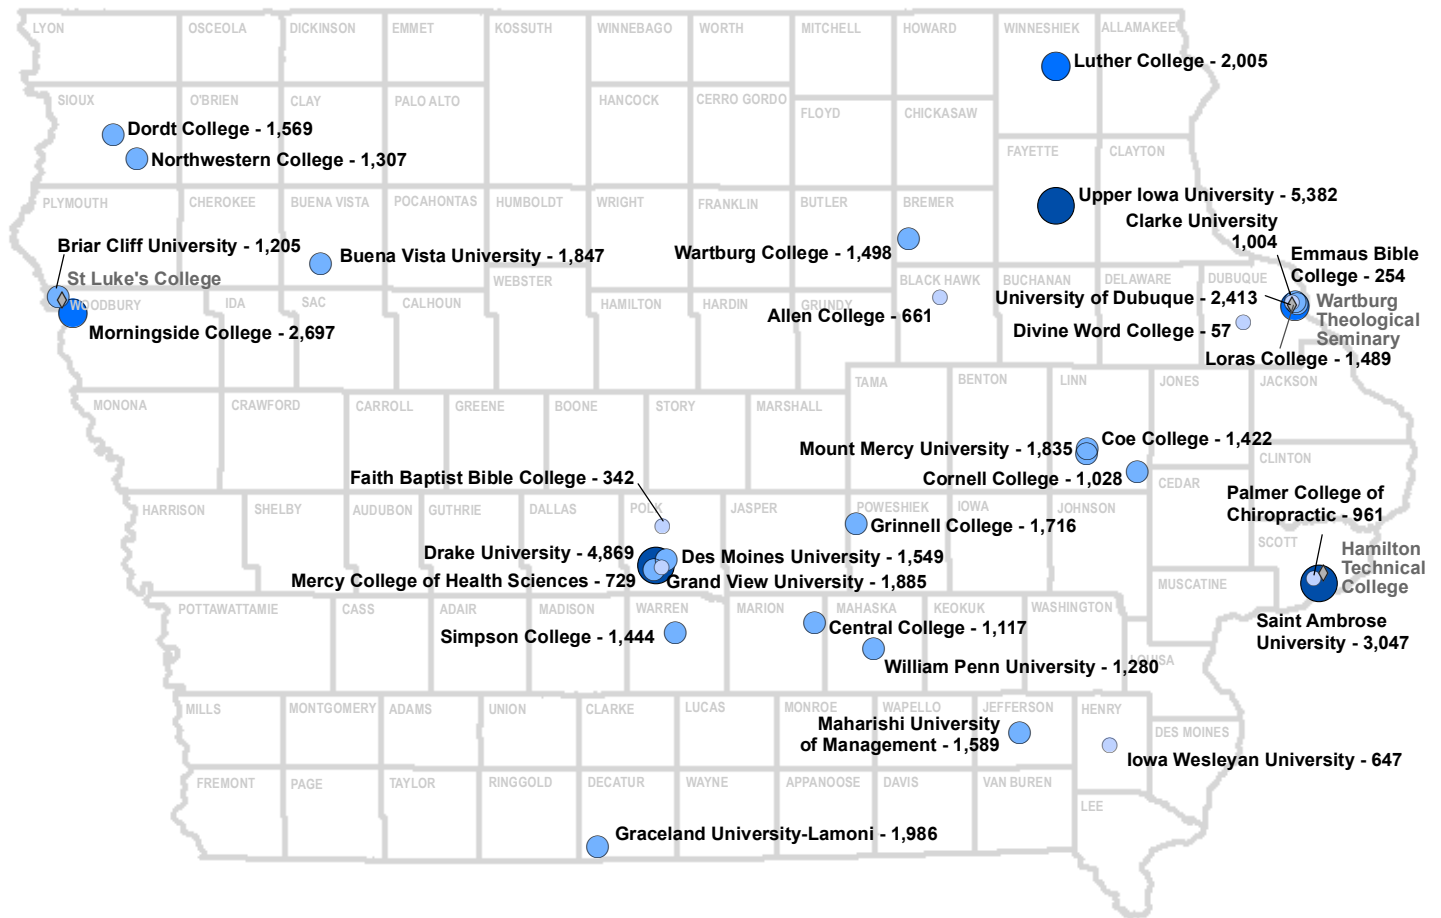 LYON
OSCEOLA
DICKINSON
EMMET
KOSSUTH
WINNEBAGO
WORTH
MITCHELL
HOWARD
WINNESHIEK
ALLAMAKEE
Luther College - 2,005
SIOUX
O'BRIEN
CLAY
PALO ALTO
HANCOCK
CERRO GORDO
FLOYD
CHICKASAW
Dordt College - 1,569
Northwestern College - 1,307
FAYETTE
CLAYTON
PLYMOUTH
CHEROKEE
BUENA VISTA
POCAHONTAS
HUMBOLDT
WRIGHT
FRANKLIN
BUTLER
BREMER
Upper Iowa University - 5,382
Clarke University
1,004
Briar Cliff University - 1,205
Buena Vista University - 1,847
Wartburg College - 1,498
Emmaus Bible
College - 254
St Luke's College
WEBSTER
BLACK HAWK
BUCHANAN
DELAWARE
DUBUQUE
WOODBURY
IDA
SAC
CALHOUN
HAMILTON
HARDIN
GRUNDY
University of Dubuque - 2,413
Wartburg
Theological
Seminary
Allen College - 661
Divine Word College - 57
Morningside College - 2,697
Loras College - 1,489
TAMA
BENTON
LINN
JONES
JACKSON
MONONA
CRAWFORD
CARROLL
GREENE
BOONE
STORY
MARSHALL
Mount Mercy University - 1,835
Coe College - 1,422
CLINTON
Faith Baptist Bible College - 342
Cornell College - 1,028
CEDAR
Palmer College of
Chiropractic - 961
HARRISON
SHELBY
AUDUBON
GUTHRIE
DALLAS
POLK
JASPER
POWESHIEK
IOWA
JOHNSON
Grinnell College - 1,716
SCOTT
Drake University - 4,869
Des Moines University - 1,549
Hamilton
Technical
College
Mercy College of Health Sciences - 729
Grand View University - 1,885
MUSCATINE
POTTAWATTAMIE
CASS
ADAIR
MADISON
WARREN
MARION
MAHASKA
KEOKUK
WASHINGTON
Simpson College - 1,444
Central College - 1,117
Saint Ambrose
University - 3,047
William Penn University - 1,280
LOUISA
MILLS
MONTGOMERY
ADAMS
UNION
CLARKE
LUCAS
MONROE
WAPELLO
JEFFERSON
HENRY
Maharishi University
of Management - 1,589
DES MOINES
Iowa Wesleyan University - 647
FREMONT
PAGE
TAYLOR
RINGGOLD
DECATUR
WAYNE
APPANOOSE
DAVIS
VAN BUREN
LEE
Graceland University-Lamoni - 1,986